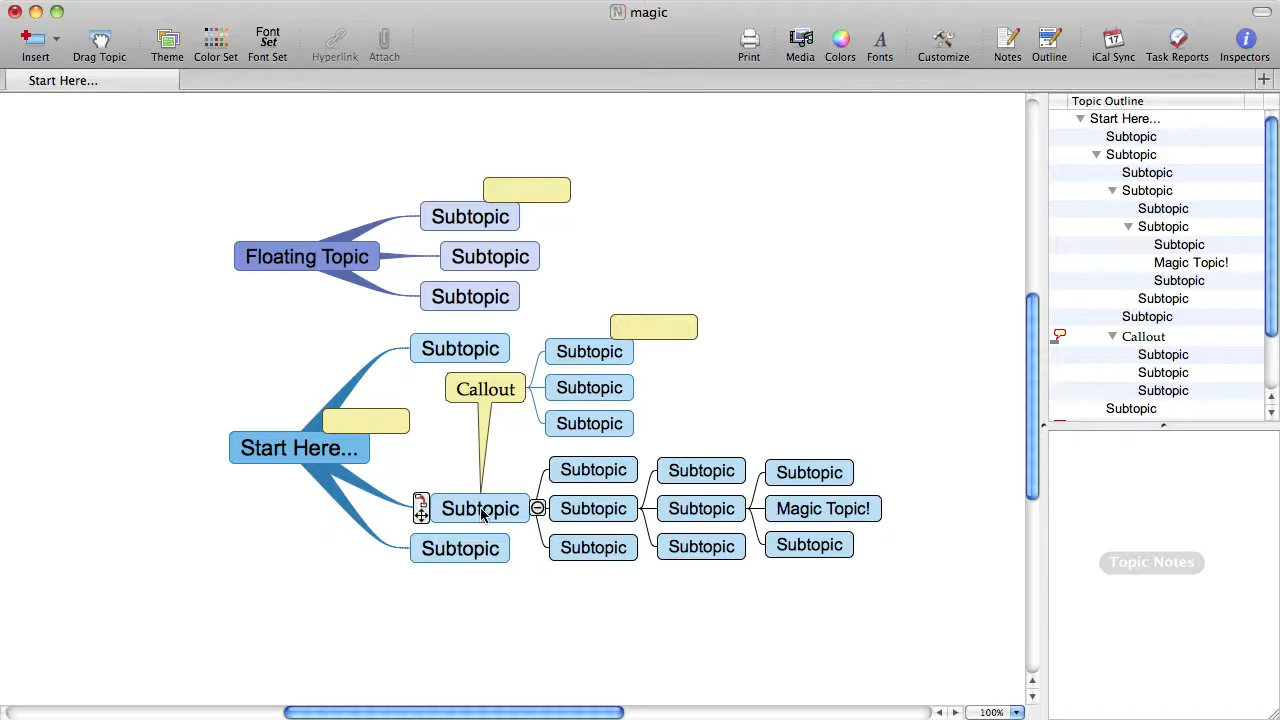 magic
Insert
Drag Topic
Theme
Color Set
Font Set
Font Set
Hyperlink
Attach
Print
Media
Colors
Fonts
Customize
Notes
Outline
17
iCal Sync
Task Reports
Inspectors
Start Here...
Topic Outline
Start Here...
Subtopic
Subtopic
Subtopic
Subtopic
Subtopic
Subtopic
Subtopic
Magic Topic!
Subtopic
Subtopic
Subtopic
Callout
Subtopic
Subtopic
Subtopic
Subtopic
Topic Notes
Floating Topic
Subtopic
Subtopic
Subtopic
Start Here...
Subtopic
Callout
Subtopic
Subtopic
Subtopic
Subtopic
Subtopic
Subtopic
Subtopic
Subtopic
Magic Topic!
Subtopic
Subtopic
Subtopic
Subtopic
Subtopic
100%